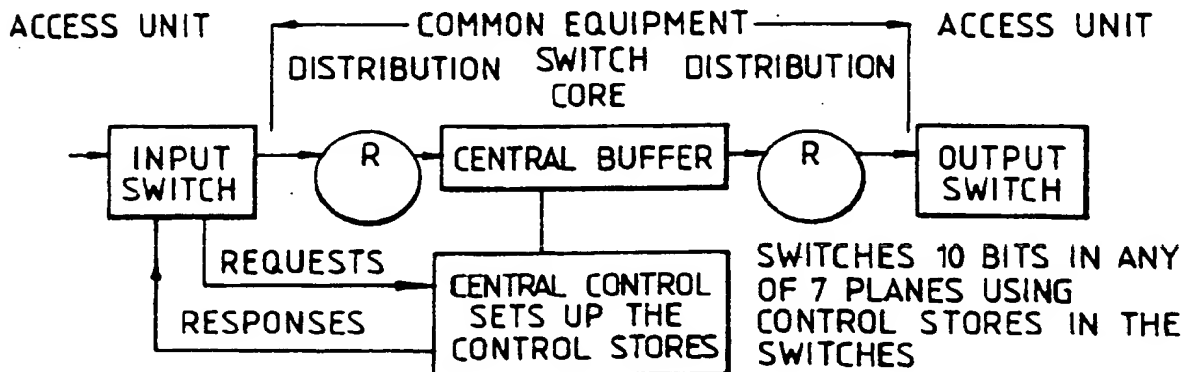 ACCESS UNIT
COMMON EQUIPMENT
ACCESS UNIT
DISTRIBUTION
SWITCH
CORE
DISTRIBUTION
INPUT
SWITCH
R
CENTRAL BUFFER
R
OUTPUT
SWITCH
REQUESTS
RESPONSES
CENTRAL CONTROL
SETS UP THE
CONTROL STORES
SWITCHES 10 BITS IN ANY
OF 7 PLANES USING
CONTROL STORES IN THE
SWITCHES